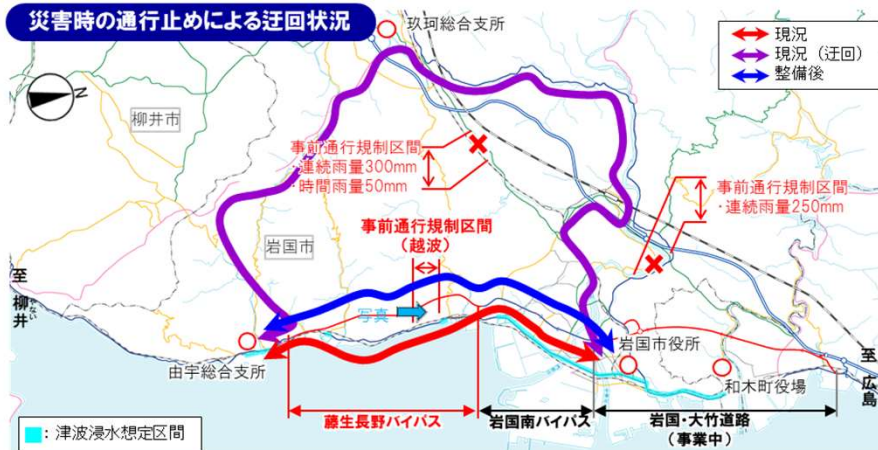 災害時の通行止めによる迂回状況
玖珂総合支所
現況
現況（迂回）
整備後
N
柳井市
事前通行規制区間
・連続雨量300mm
・時間雨量50mm
事前通行規制区間
・連続雨量250mm
事前通行規制区間
（越波）
岩国市
至柳井
やない
写真
至広島
由宇総合支所
岩国市役所
和木町役場
藤生長野バイパス
岩国南バイパス
岩国・大竹道路
（事業中）
：津波浸水想定区間